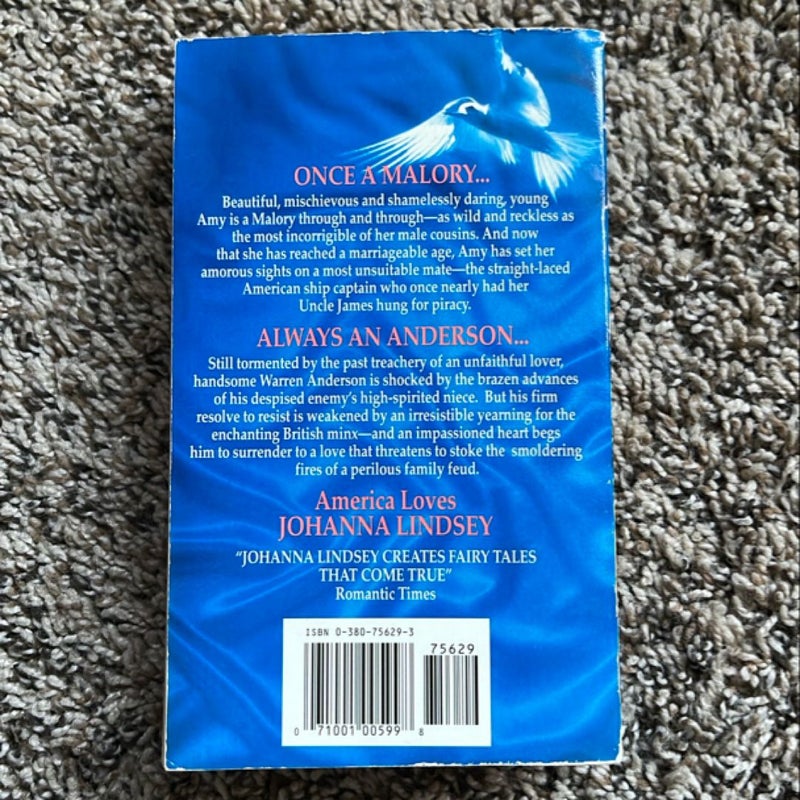 ONCE A MALORY...
Beautiful, mischievous and shamelessly daring, young
Amy is a Malory through and through—as wild and reckless as
the most incorrigible of her male cousins. And now
that she has reached a marriageable age, Amy has set her
amorous sights on a most unsuitable mate—the straight-laced
American ship captain who once nearly had her
Uncle James hung for piracy.
ALWAYS AN ANDERSON...
Still tormented by the past treachery of an unfaithful lover,
handsome Warren Anderson is shocked by the brazen advances
of his despised enemy's high-spirited niece. But his firm
resolve to resist is weakened by an irresistible yearning for the
enchanting British minx—and an impassioned heart begs
him to surrender to a love that threatens to stoke the smoldering
fires of a perilous family feud.
America Loves
JOHANNA LINDSEY
“JOHANNA LINDSEY CREATES FAIRY TALES
THAT COME TRUE”
Romantic Times
ISBN 0-380-75629-3
75629
0 71001 00599 8